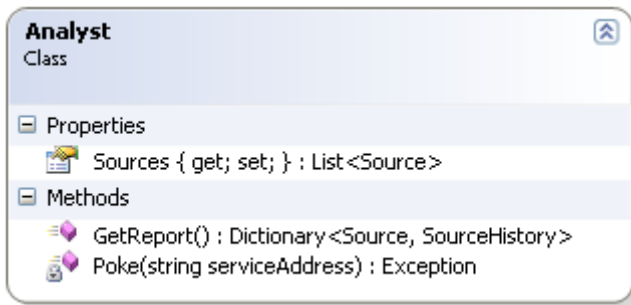 Analyst
Class
Properties
Sources { get; set; } : List<Source>
Methods
GetReport() : Dictionary<Source, SourceHistory>
Poke(string serviceAddress) : Exception